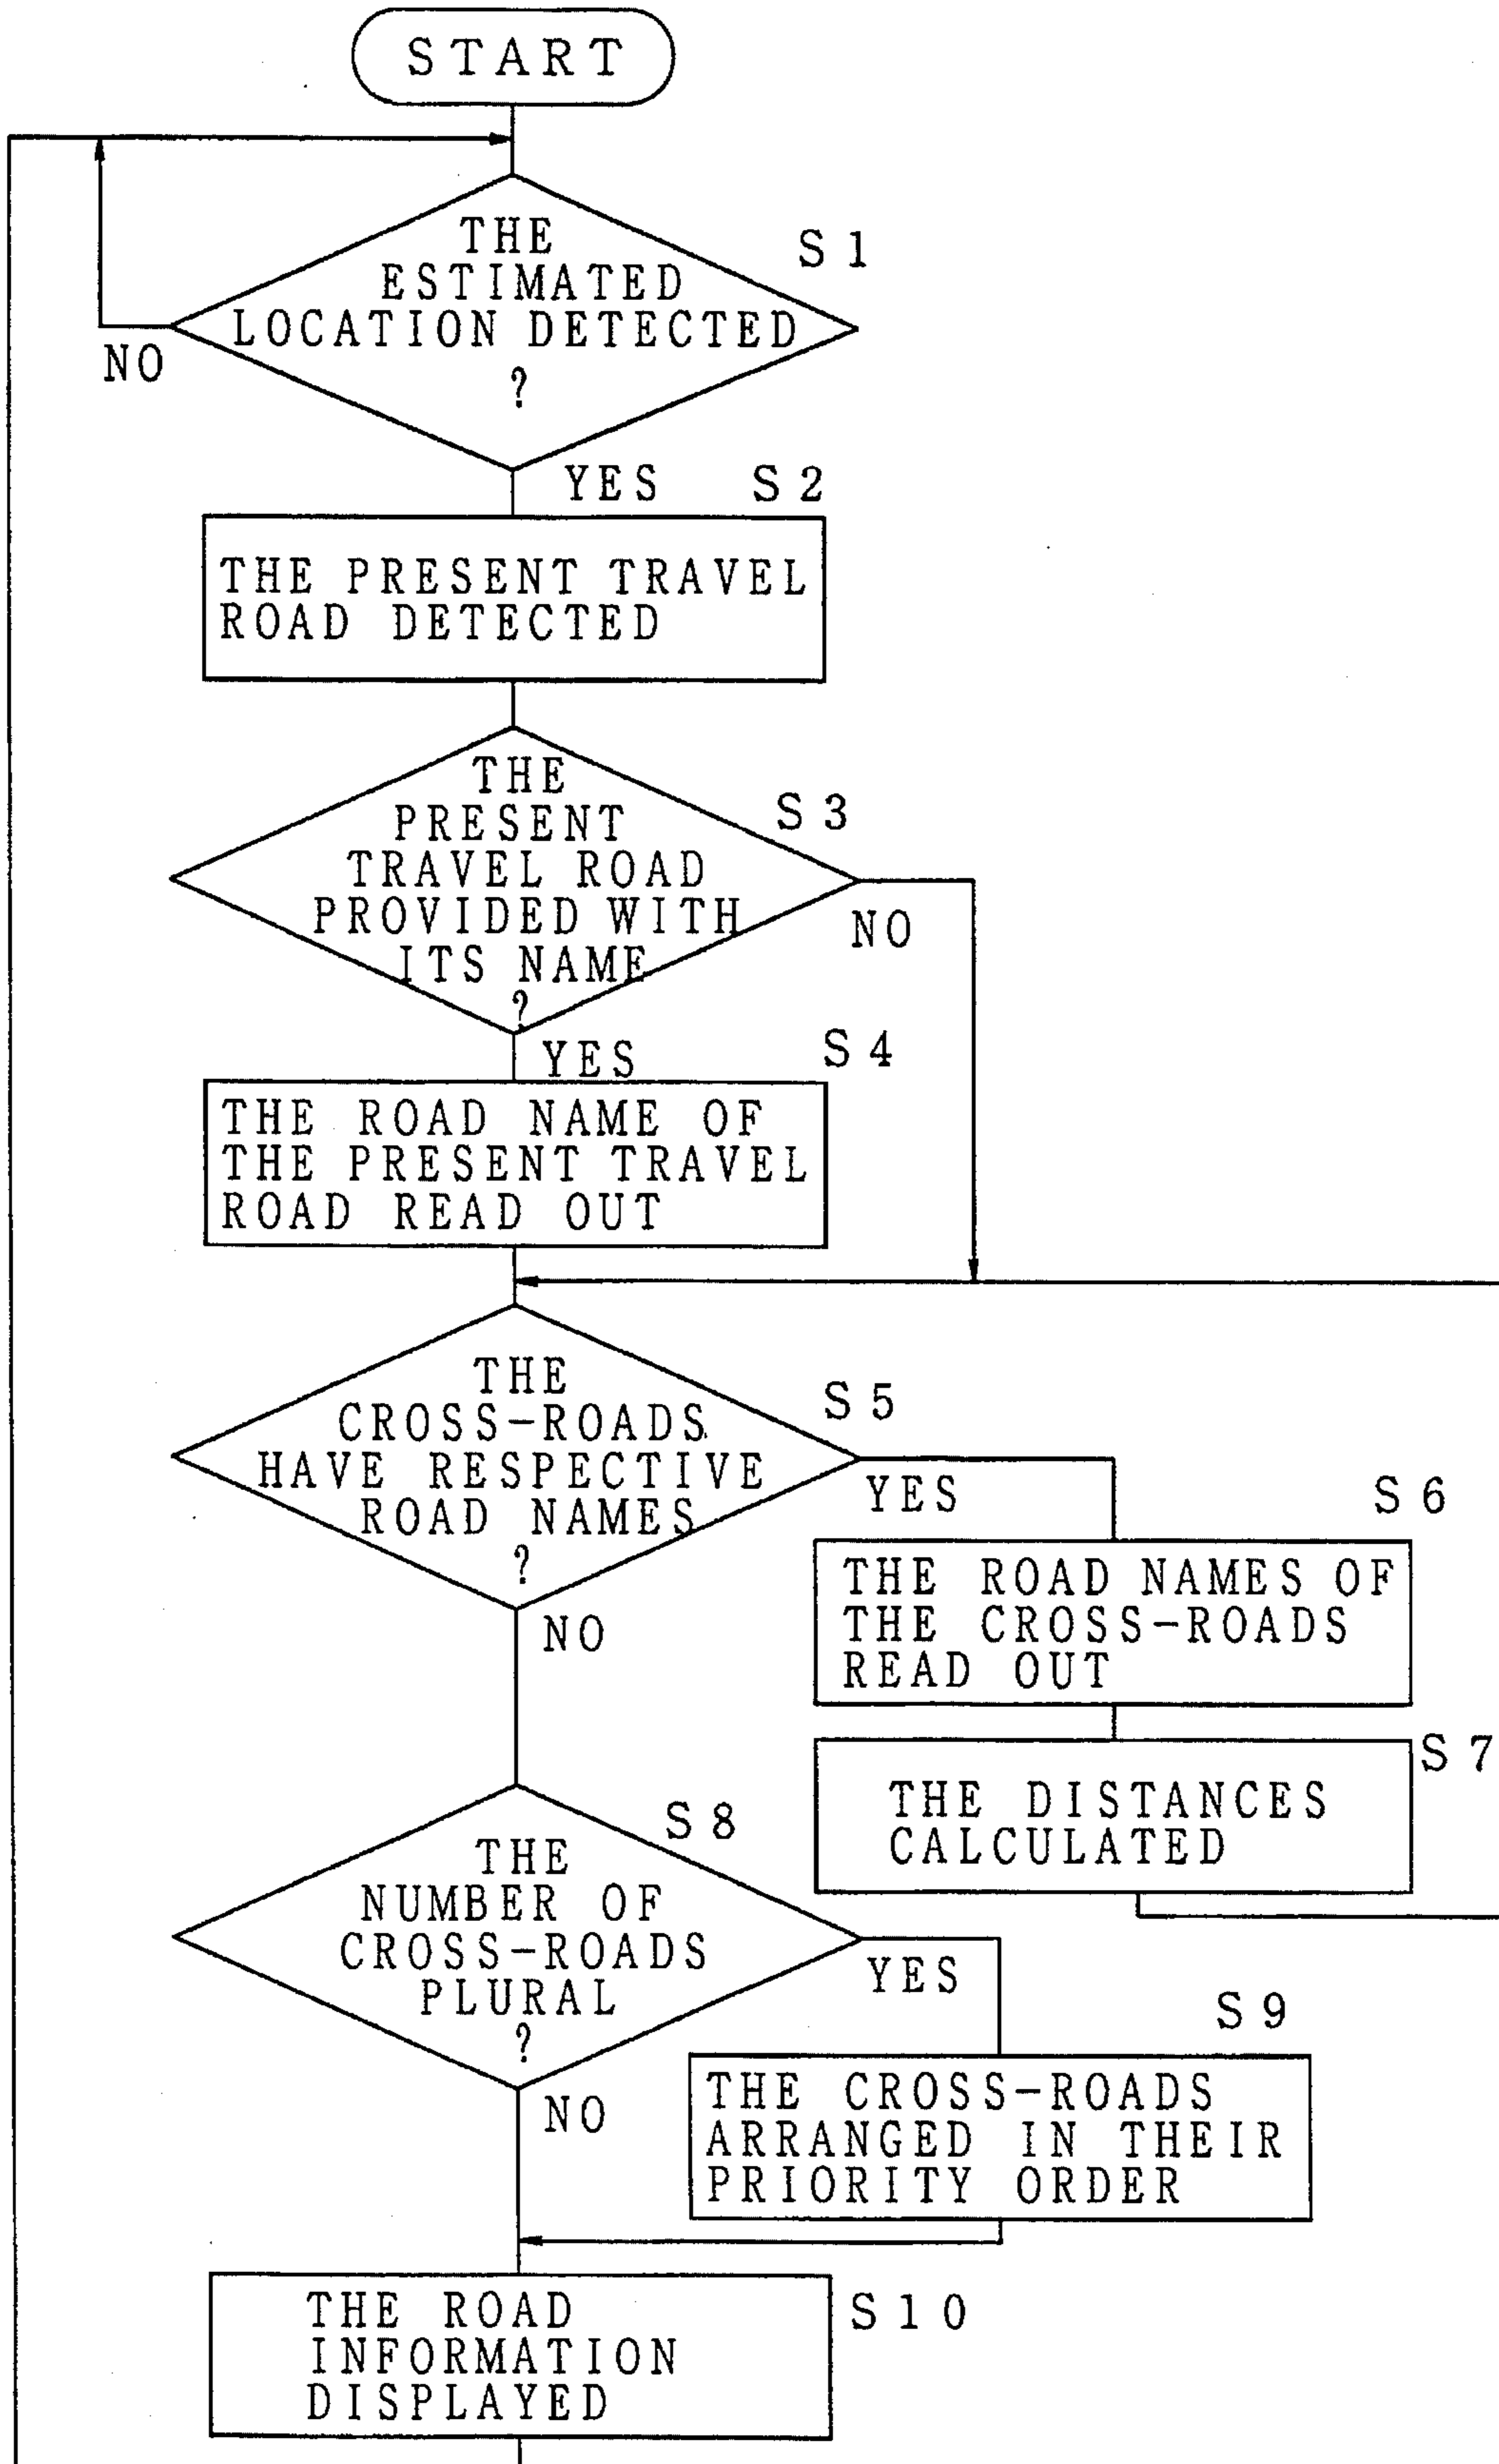 START
THE
ESTIMATED
LOCATION DETECTED
?
S1
NO
YES
S2
THE PRESENT TRAVEL
ROAD DETECTED
THE
PRESENT
TRAVEL ROAD
PROVIDED WITH
ITS NAME
?
S3
NO
YES
S4
THE ROAD NAME OF
THE PRESENT TRAVEL
ROAD READ OUT
THE
CROSS-ROADS
HAVE RESPECTIVE
ROAD NAMES
?
S5
YES
NO
S6
THE ROAD NAMES OF
THE CROSS-ROADS
READ OUT
S7
THE DISTANCES
CALCULATED
S8
THE
NUMBER OF
CROSS-ROADS
PLURAL
?
YES
NO
S9
THE CROSS-ROADS
ARRANGED IN THEIR
PRIORITY ORDER
S10
THE ROAD
INFORMATION
DISPLAYED